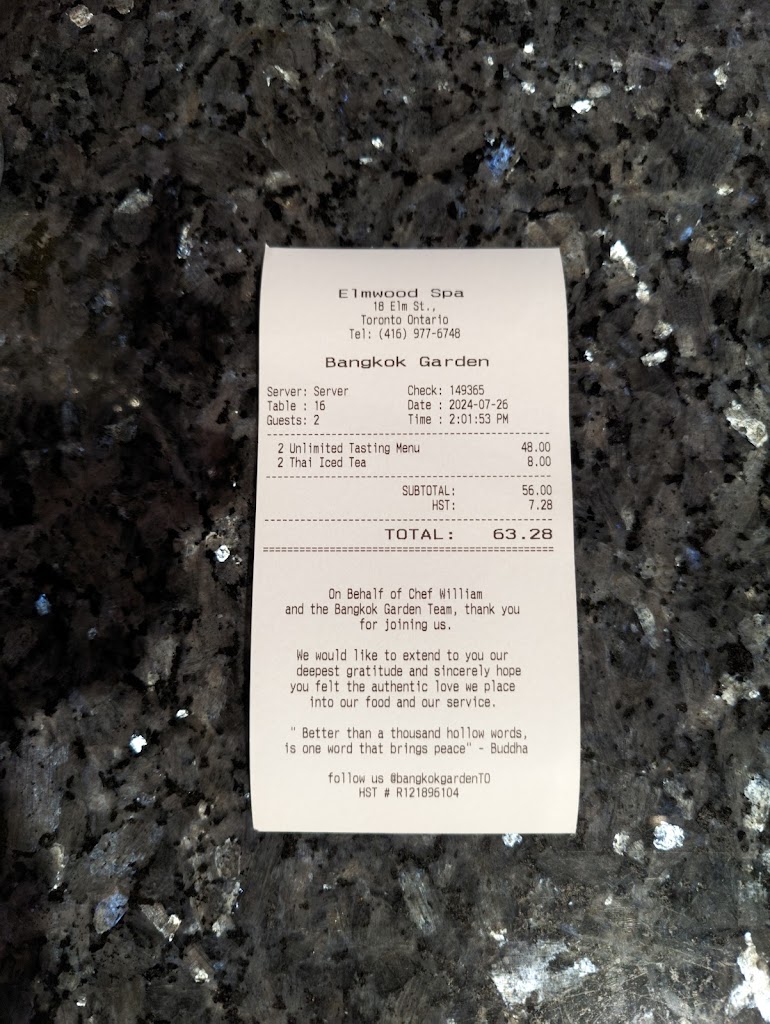 Elmwood Spa
18 Elm St.,
Toronto Ontario
Tel: (416) 977-6748
Bangkok Garden
Server: Server Check: 149365
Table : 16 Date : 2024-07-26
Guests: 2 Time : 2:01:53 PM
2 Unlimited Tasting Menu 48.00
2 Thai Iced Tea 8.00
SUBTOTAL: 56.00
HST: 7.28
TOTAL: 63.28
On Behalf of Chef William
and the Bangkok Garden Team, thank you
for joining us.
We would like to extend to you our
deepest gratitude and sincerely hope
you felt the authentic love we place
into our food and our service.
" Better than a thousand hollow words,
is one word that brings peace" - Buddha
follow us @bangkokgardenTO
HST # R121896104